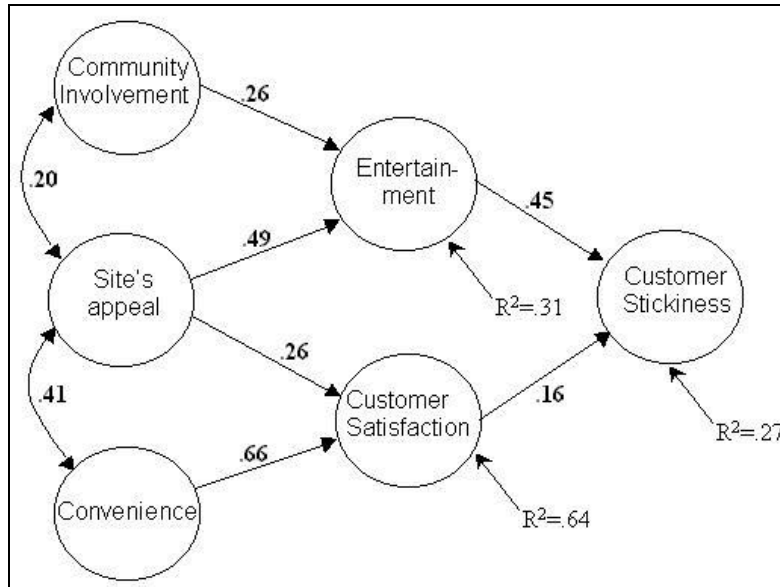 Community
Involvement
.26
Entertain-
ment
.20
.45
.49
Site's
appeal
Customer
Stickiness
R²=.31
.26
.41
Customer
Satisfaction
.16
.66
R²=.27
Convenience
R²=.64